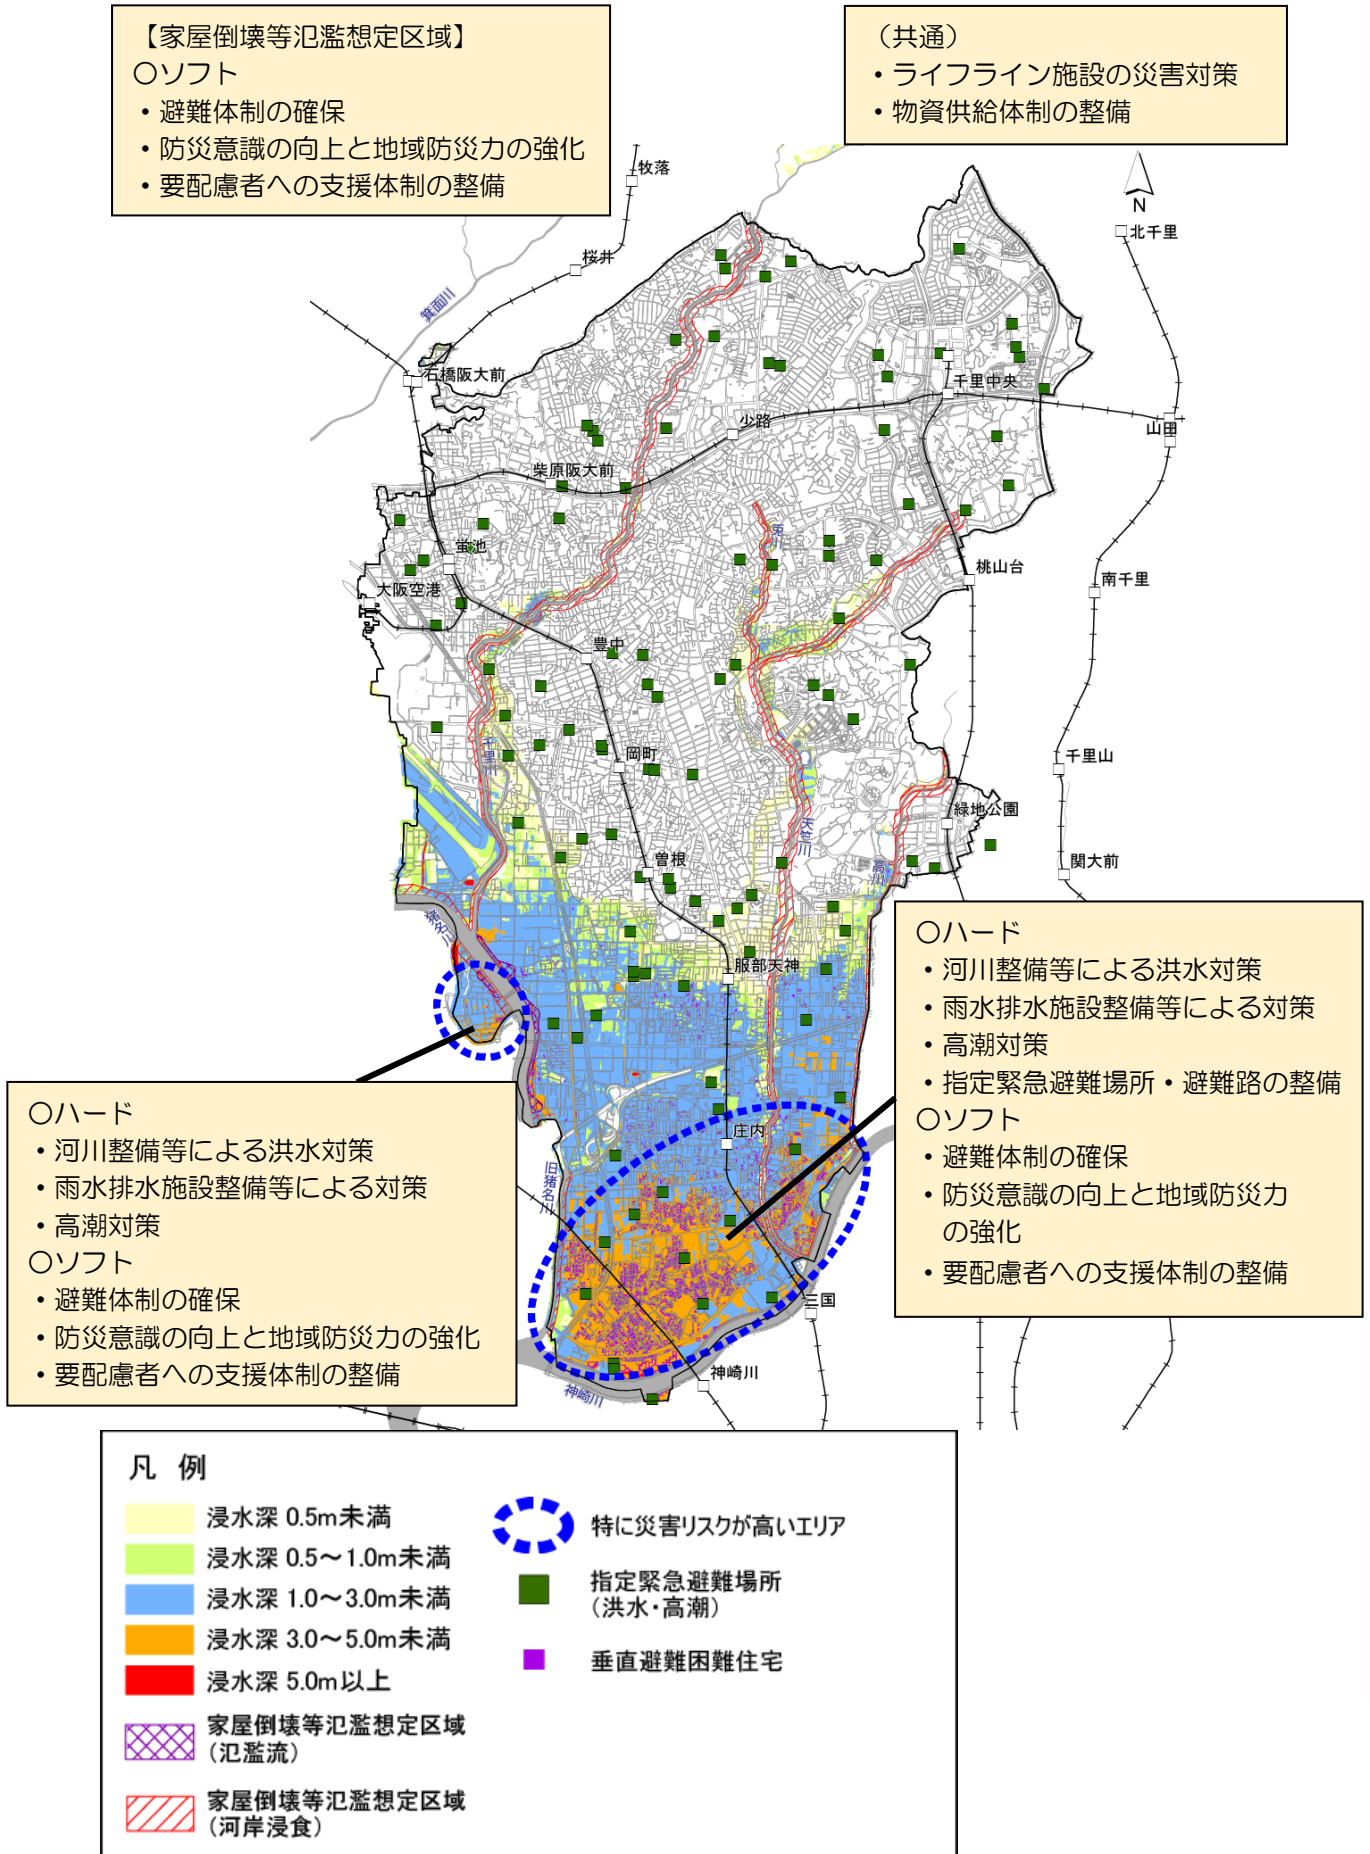 【家屋倒壊等氾濫想定区域】
〇ソフト
・避難体制の確保
・防災意識の向上と地域防災力の強化
・要配慮者への支援体制の整備
（共通）
・ライフライン施設の災害対策
・物資供給体制の整備
牧落
N
北千里
桜井
箕面川
石橋阪大前
千里中央
少路
山田
柴原阪大前
兎川
蛍池
桃山台
南千里
大阪空港
豊中
千里川
岡町
千里山
緑地公園
天竺川
曽根
高川
関大前
猪名川
服部天神
〇ハード
・河川整備等による洪水対策
・雨水排水施設整備等による対策
・高潮対策
・指定緊急避難場所・避難路の整備
〇ソフト
・避難体制の確保
・防災意識の向上と地域防災力
の強化
・要配慮者への支援体制の整備
〇ハード
・河川整備等による洪水対策
・雨水排水施設整備等による対策
・高潮対策
〇ソフト
・避難体制の確保
・防災意識の向上と地域防災力の強化
・要配慮者への支援体制の整備
庄内
旧猪名川
三国
神崎川
神崎川
凡 例
浸水深 0.5m未満
浸水深 0.5～1.0m未満
浸水深 1.0～3.0m未満
浸水深 3.0～5.0m未満
浸水深 5.0m以上
家屋倒壊等氾濫想定区域
（氾濫流）
家屋倒壊等氾濫想定区域
（河岸浸食）
特に災害リスクが高いエリア
指定緊急避難場所
（洪水・高潮）
垂直避難困難住宅